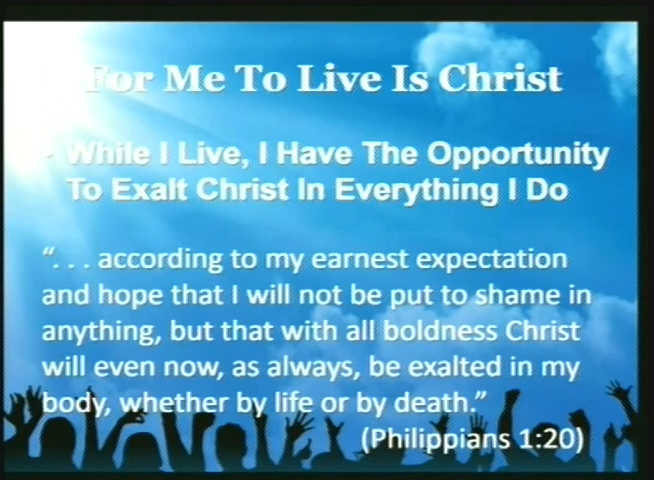 For Me To Live Is Christ
• While I Live, I Have The Opportunity
To Exalt Christ In Everything I Do
“. . . according to my earnest expectation
and hope that I will not be put to shame in
anything, but that with all boldness Christ
will even now, as always, be exalted in my
body, whether by life or by death.”
(Philippians 1:20)